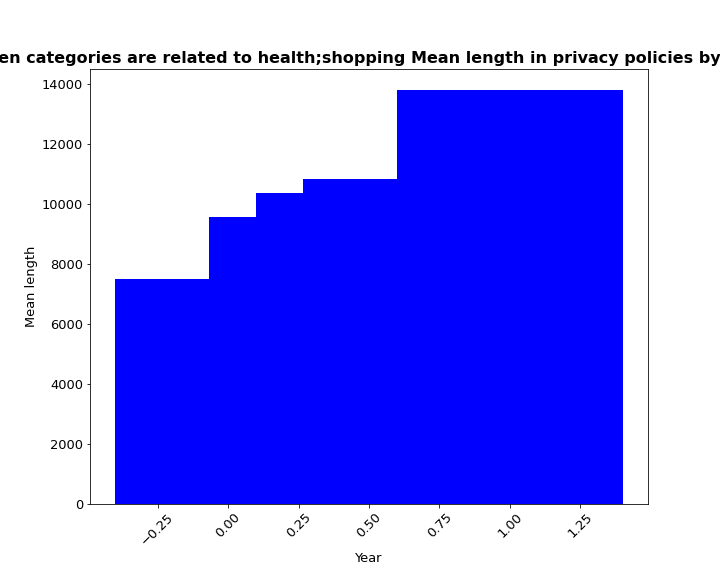 en categories are related to health;shopping Mean length in privacy policies by
14000
12000
10000
8000
6000
4000
2000
0
Mean length
−0.25 0.00 0.25 0.50 0.75 1.00 1.25
Year